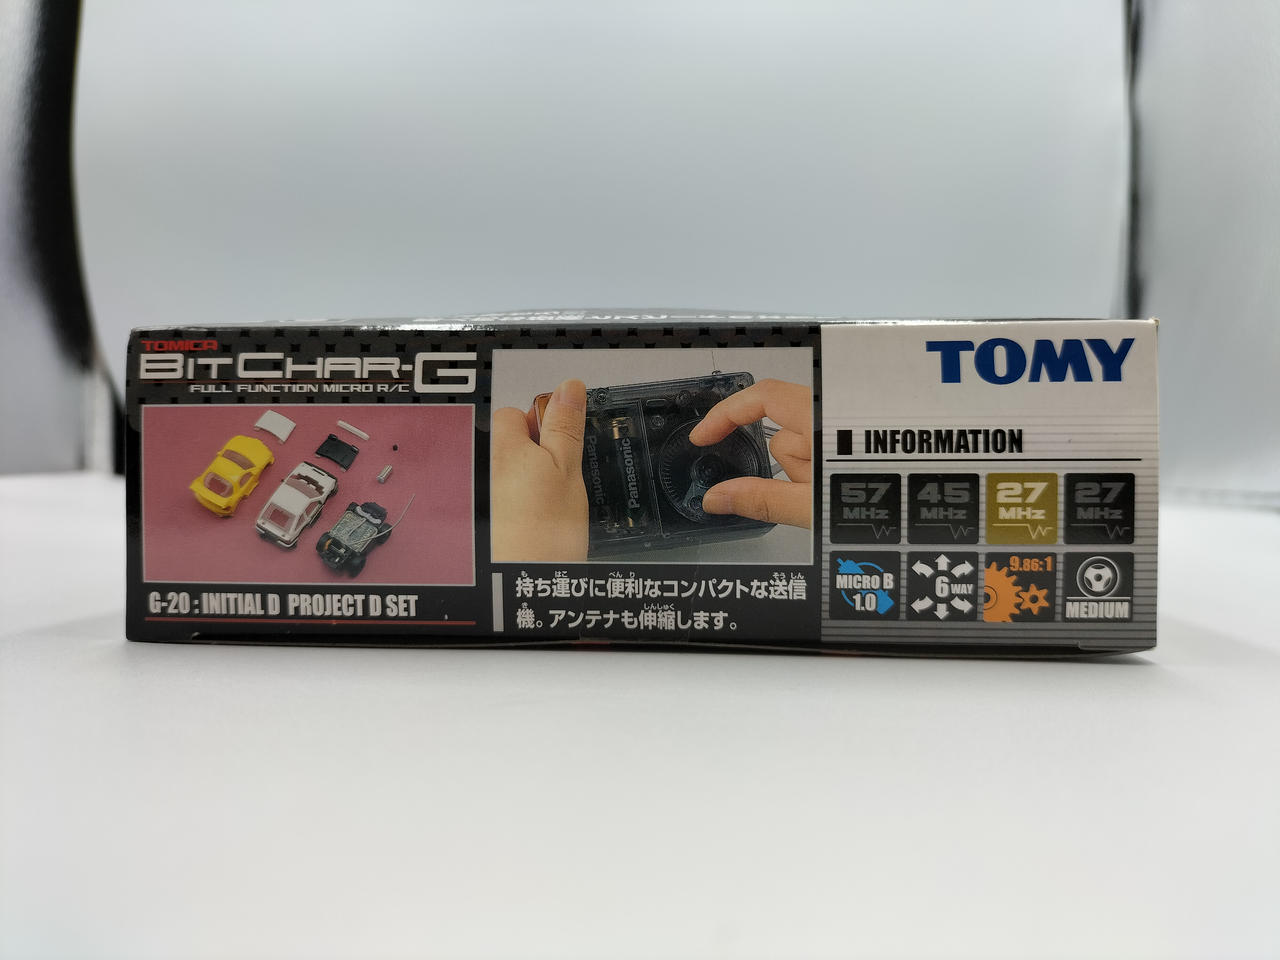 TOMICA
BIT CHAR-G
FULL FUNCTION MICRO R/C
G-20 : INITIAL D PROJECT D SET
Panasonic
Panasonic
持ち運びに便利なコンパクトな送信
機。アンテナも伸縮します。
TOMY
INFORMATION
57 MHz 45 MHz 27 MHz 27 MHz
MICRO B 1.0
6 WAY
9.86:1
MEDIUM